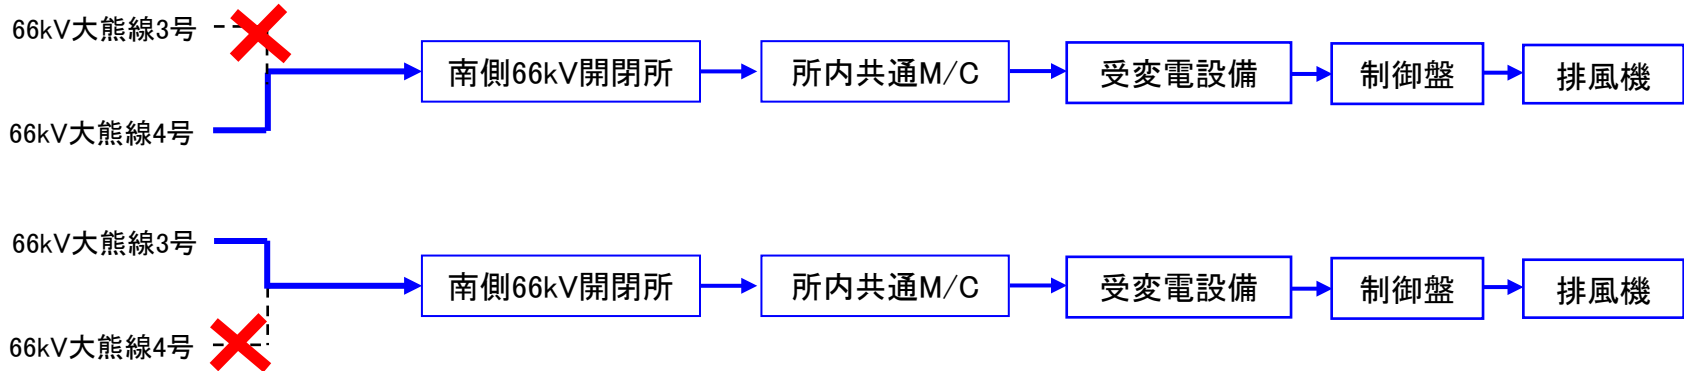 66kV大熊線3号
南側66kV開閉所
所内共通M/C
受変電設備
制御盤
排風機
66kV大熊線4号
66kV大熊線3号
南側66kV開閉所
所内共通M/C
受変電設備
制御盤
排風機
66kV大熊線4号